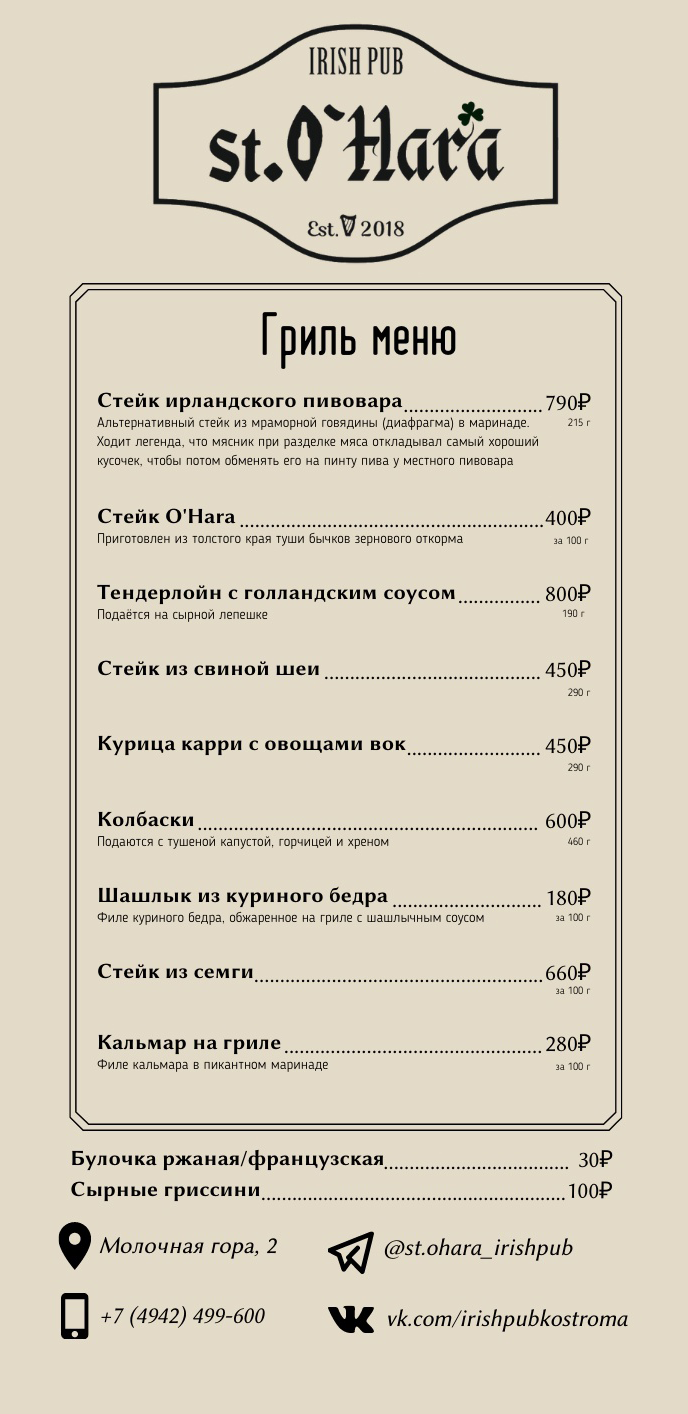 IRISH PUB
st.O`Hara
Est. 2018
Гриль меню
Стейк ирландского пивовара 790₽
Альтернативный стейк из мраморной говядины (диафрагма) в маринаде. 215 г
Ходит легенда, что мясник при разделке мяса откладывал самый хороший
кусочек, чтобы потом обменять его на пинту пива у местного пивовара
Стейк O'Hara 400₽
Приготовлен из толстого края туши бычков зернового откорма за 100 г
Тендерлойн с голландским соусом 800₽
Подаётся на сырной лепешке 190 г
Стейк из свиной шеи 450₽
290 г
Курица карри с овощами вок 450₽
290 г
Колбаски 600₽
Подаются с тушеной капустой, горчицей и хреном 460 г
Шашлык из куриного бедра 180₽
Филе куриного бедра, обжаренное на гриле с шашлычным соусом за 100 г
Стейк из семги 660₽
за 100 г
Кальмар на гриле 280₽
Филе кальмара в пикантном маринаде за 100 г
Булочка ржаная/французская 30₽
Сырные гриссини 100₽
Молочная гора, 2 @st.ohara_irishpub
+7 (4942) 499-600 vk.com/irishpubkostroma